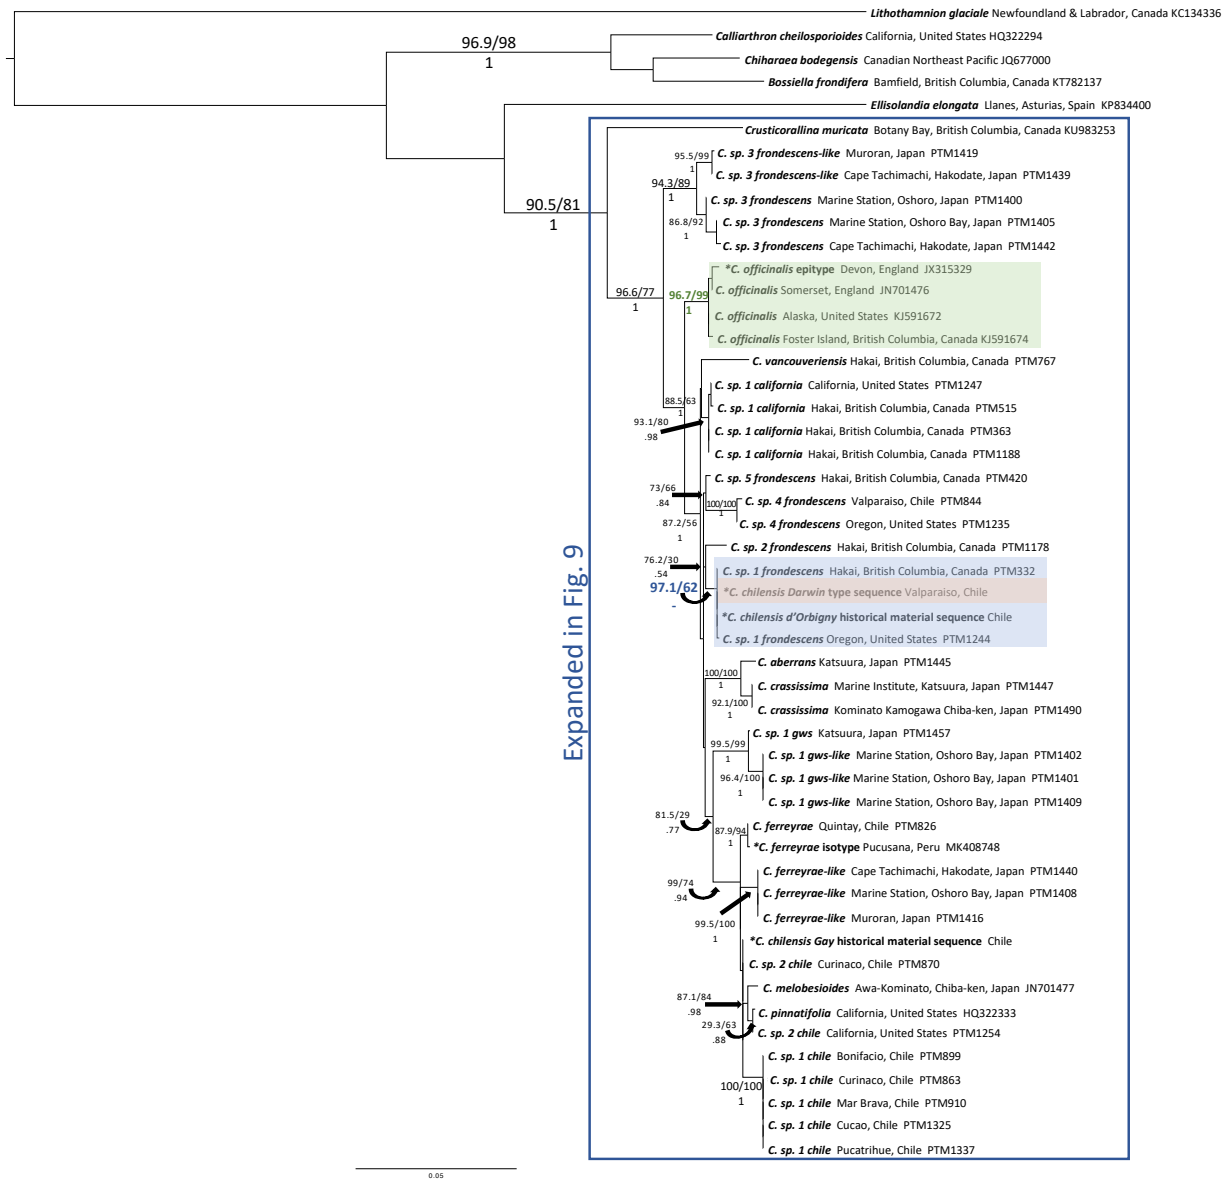 Lithothamnion glaciale Newfoundland & Labrador, Canada KC134336
Calliarthron cheilosporioides California, United States HQ322294
96.9/98
1
Chiharaea bodegensis Canadian Northeast Pacific JQ677000
Bossiella frondifera Bamfield, British Columbia, Canada KT782137
Ellisolandia elongata Llanes, Asturias, Spain KP834400
Crusticorallina muricata Botany Bay, British Columbia, Canada KU983253
95.5/99
1
C. sp. 3 frondescens-like Muroran, Japan PTM1419
C. sp. 3 frondescens-like Cape Tachimachi, Hakodate, Japan PTM1439
94.3/89
1
C. sp. 3 frondescens Marine Station, Oshoro, Japan PTM1400
90.5/81
1
86.8/92
1
C. sp. 3 frondescens Marine Station, Oshoro Bay, Japan PTM1405
C. sp. 3 frondescens Cape Tachimachi, Hakodate, Japan PTM1442
*C. officinalis epitype Devon, England JX315329
96.6/77
1
96.7/99
1
C. officinalis Somerset, England JN701476
C. officinalis Alaska, United States KJ591672
C. officinalis Foster Island, British Columbia, Canada KJ591674
C. vancouveriensis Hakai, British Columbia, Canada PTM767
C. sp. 1 california California, United States PTM1247
88.5/63
1
C. sp. 1 california Hakai, British Columbia, Canada PTM515
93.1/80
.98
C. sp. 1 california Hakai, British Columbia, Canada PTM363
C. sp. 1 california Hakai, British Columbia, Canada PTM1188
C. sp. 5 frondescens Hakai, British Columbia, Canada PTM420
73/66
.84
100/100
1
C. sp. 4 frondescens Valparaiso, Chile PTM844
87.2/56
1
C. sp. 4 frondescens Oregon, United States PTM1235
C. sp. 2 frondescens Hakai, British Columbia, Canada PTM1178
76.2/30
.54
C. sp. 1 frondescens Hakai, British Columbia, Canada PTM332
97.1/62
-
*C. chilensis Darwin type sequence Valparaiso, Chile
*C. chilensis d'Orbigny historical material sequence Chile
C. sp. 1 frondescens Oregon, United States PTM1244
Expanded in Fig. 9
C. aberrans Katsuura, Japan PTM1445
100/100
1
C. crassissima Marine Institute, Katsuura, Japan PTM1447
92.1/100
1
C. crassissima Kominato Kamogawa Chiba-ken, Japan PTM1490
C. sp. 1 gws Katsuura, Japan PTM1457
99.5/99
1
C. sp. 1 gws-like Marine Station, Oshoro Bay, Japan PTM1402
96.4/100
1
C. sp. 1 gws-like Marine Station, Oshoro Bay, Japan PTM1401
C. sp. 1 gws-like Marine Station, Oshoro Bay, Japan PTM1409
81.5/29
.77
87.9/94
1
C. ferreyrae Quintay, Chile PTM826
*C. ferreyrae isotype Pucusana, Peru MK408748
C. ferreyrae-like Cape Tachimachi, Hakodate, Japan PTM1440
99/74
.94
C. ferreyrae-like Marine Station, Oshoro Bay, Japan PTM1408
C. ferreyrae-like Muroran, Japan PTM1416
99.5/100
1
*C. chilensis Gay historical material sequence Chile
C. sp. 2 chile Curinaco, Chile PTM870
C. melobesioides Awa-Kominato, Chiba-ken, Japan JN701477
87.1/84
.98
C. pinnatifolia California, United States HQ322333
29.3/63
.88
C. sp. 2 chile California, United States PTM1254
C. sp. 1 chile Bonifacio, Chile PTM899
C. sp. 1 chile Curinaco, Chile PTM863
100/100
1
C. sp. 1 chile Mar Brava, Chile PTM910
C. sp. 1 chile Cucao, Chile PTM1325
C. sp. 1 chile Pucatrihue, Chile PTM1337
0.05